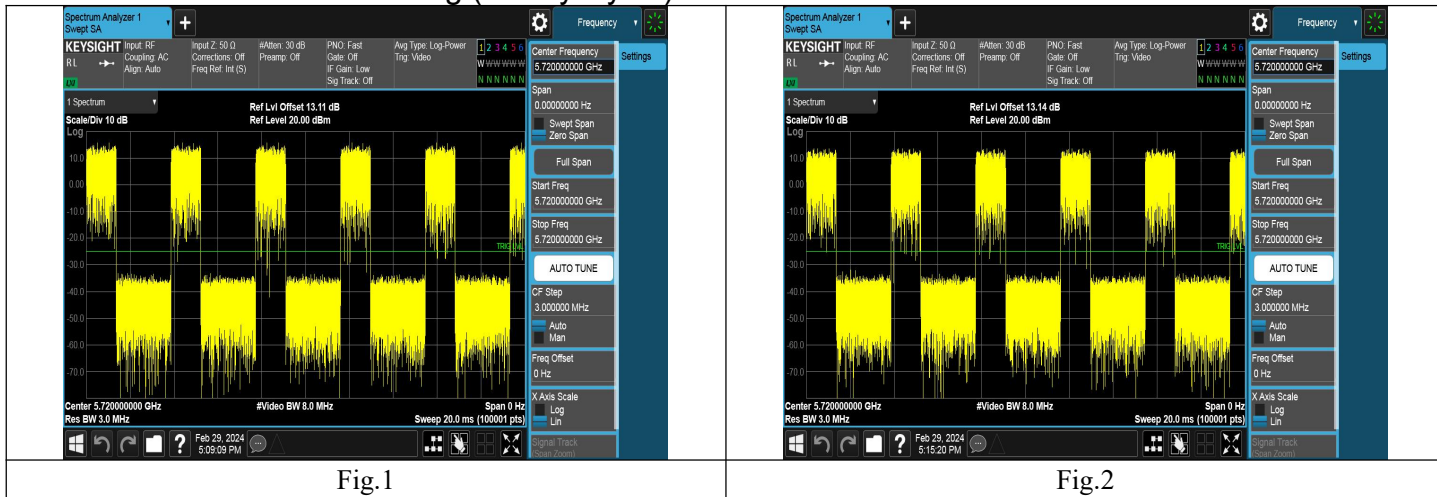 Spectrum Analyzer 1
Swept SA
Frequency
KEYSIGHT
R L
LXI
Input: RF
Coupling: AC
Align: Auto
Input Z: 50 Ω
Corrections: Off
Freq Ref: Int (S)
#Atten: 30 dB
Preamp: Off
PNO: Fast
Gate: Off
IF Gain: Low
Sig Track: Off
Avg Type: Log-Power
Trig: Video
1 2 3 4 5 6
W W W W W W
N N N N N N
Center Frequency
5.720000000 GHz
Settings
Span
0.00000000 Hz
Swept Span
Zero Span
Full Span
Start Freq
5.720000000 GHz
Stop Freq
5.720000000 GHz
AUTO TUNE
CF Step
3.000000 MHz
Auto
Man
Freq Offset
0 Hz
X Axis Scale
Log
Lin
Signal Track
(Span Zoom)
1 Spectrum
Scale/Div 10 dB
Ref Lvl Offset 13.11 dB
Ref Level 20.00 dBm
Log
10.0
0.00
-10.0
-20.0
-30.0
-40.0
-50.0
-60.0
-70.0
TRIG LVL
Center 5.720000000 GHz
Res BW 3.0 MHz
#Video BW 8.0 MHz
Span 0 Hz
Sweep 20.0 ms (100001 pts)
?
Feb 29, 2024
5:09:09 PM
Fig.1
Spectrum Analyzer 1
Swept SA
Frequency
KEYSIGHT
R L
LXI
Input: RF
Coupling: AC
Align: Auto
Input Z: 50 Ω
Corrections: Off
Freq Ref: Int (S)
#Atten: 30 dB
Preamp: Off
PNO: Fast
Gate: Off
IF Gain: Low
Sig Track: Off
Avg Type: Log-Power
Trig: Video
1 2 3 4 5 6
W W W W W W
N N N N N N
Center Frequency
5.720000000 GHz
Settings
Span
0.00000000 Hz
Swept Span
Zero Span
Full Span
Start Freq
5.720000000 GHz
Stop Freq
5.720000000 GHz
AUTO TUNE
CF Step
3.000000 MHz
Auto
Man
Freq Offset
0 Hz
X Axis Scale
Log
Lin
Signal Track
(Span Zoom)
1 Spectrum
Scale/Div 10 dB
Ref Lvl Offset 13.14 dB
Ref Level 20.00 dBm
Log
10.0
0.00
-10.0
-20.0
-30.0
-40.0
-50.0
-60.0
-70.0
TRIG LVL
Center 5.720000000 GHz
Res BW 3.0 MHz
#Video BW 8.0 MHz
Span 0 Hz
Sweep 20.0 ms (100001 pts)
?
Feb 29, 2024
5:15:20 PM
Fig.2